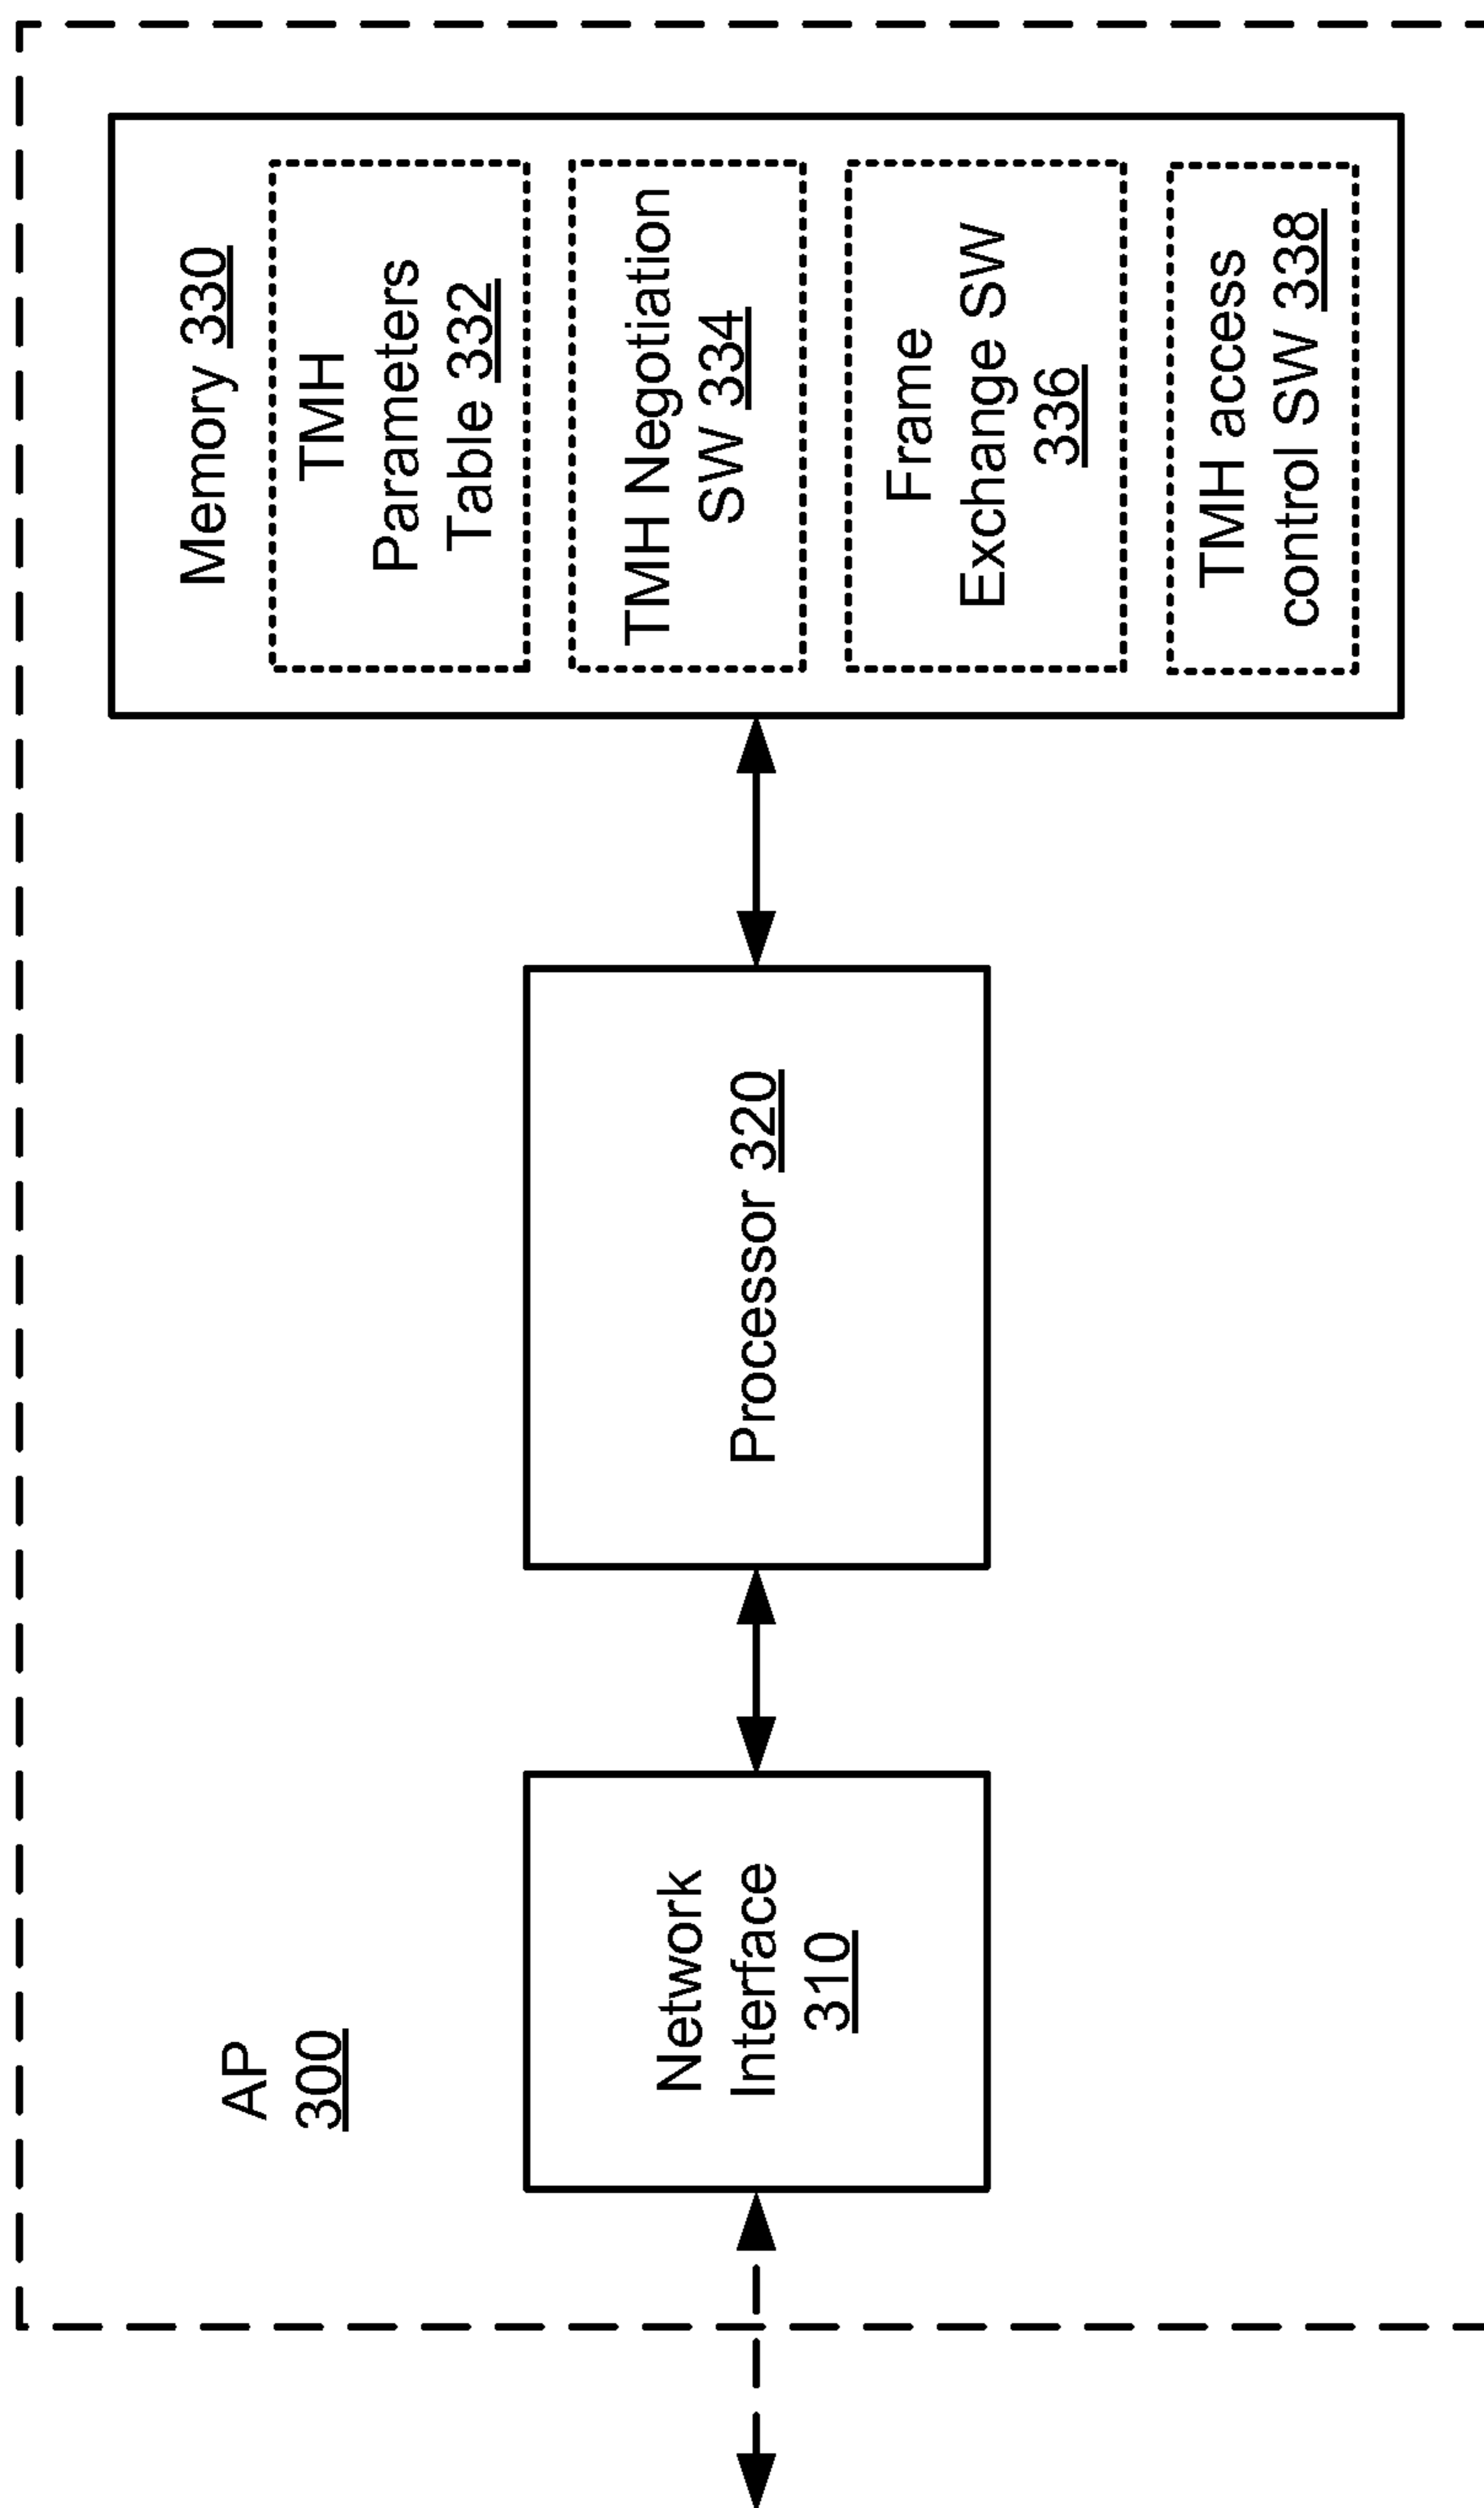 AP
300
Network
Interface
310
Processor 320
Memory 330
TMH
Parameters
Table 332
TMH Negotiation
SW 334
Frame
Exchange SW
336
TMH access
control SW 338